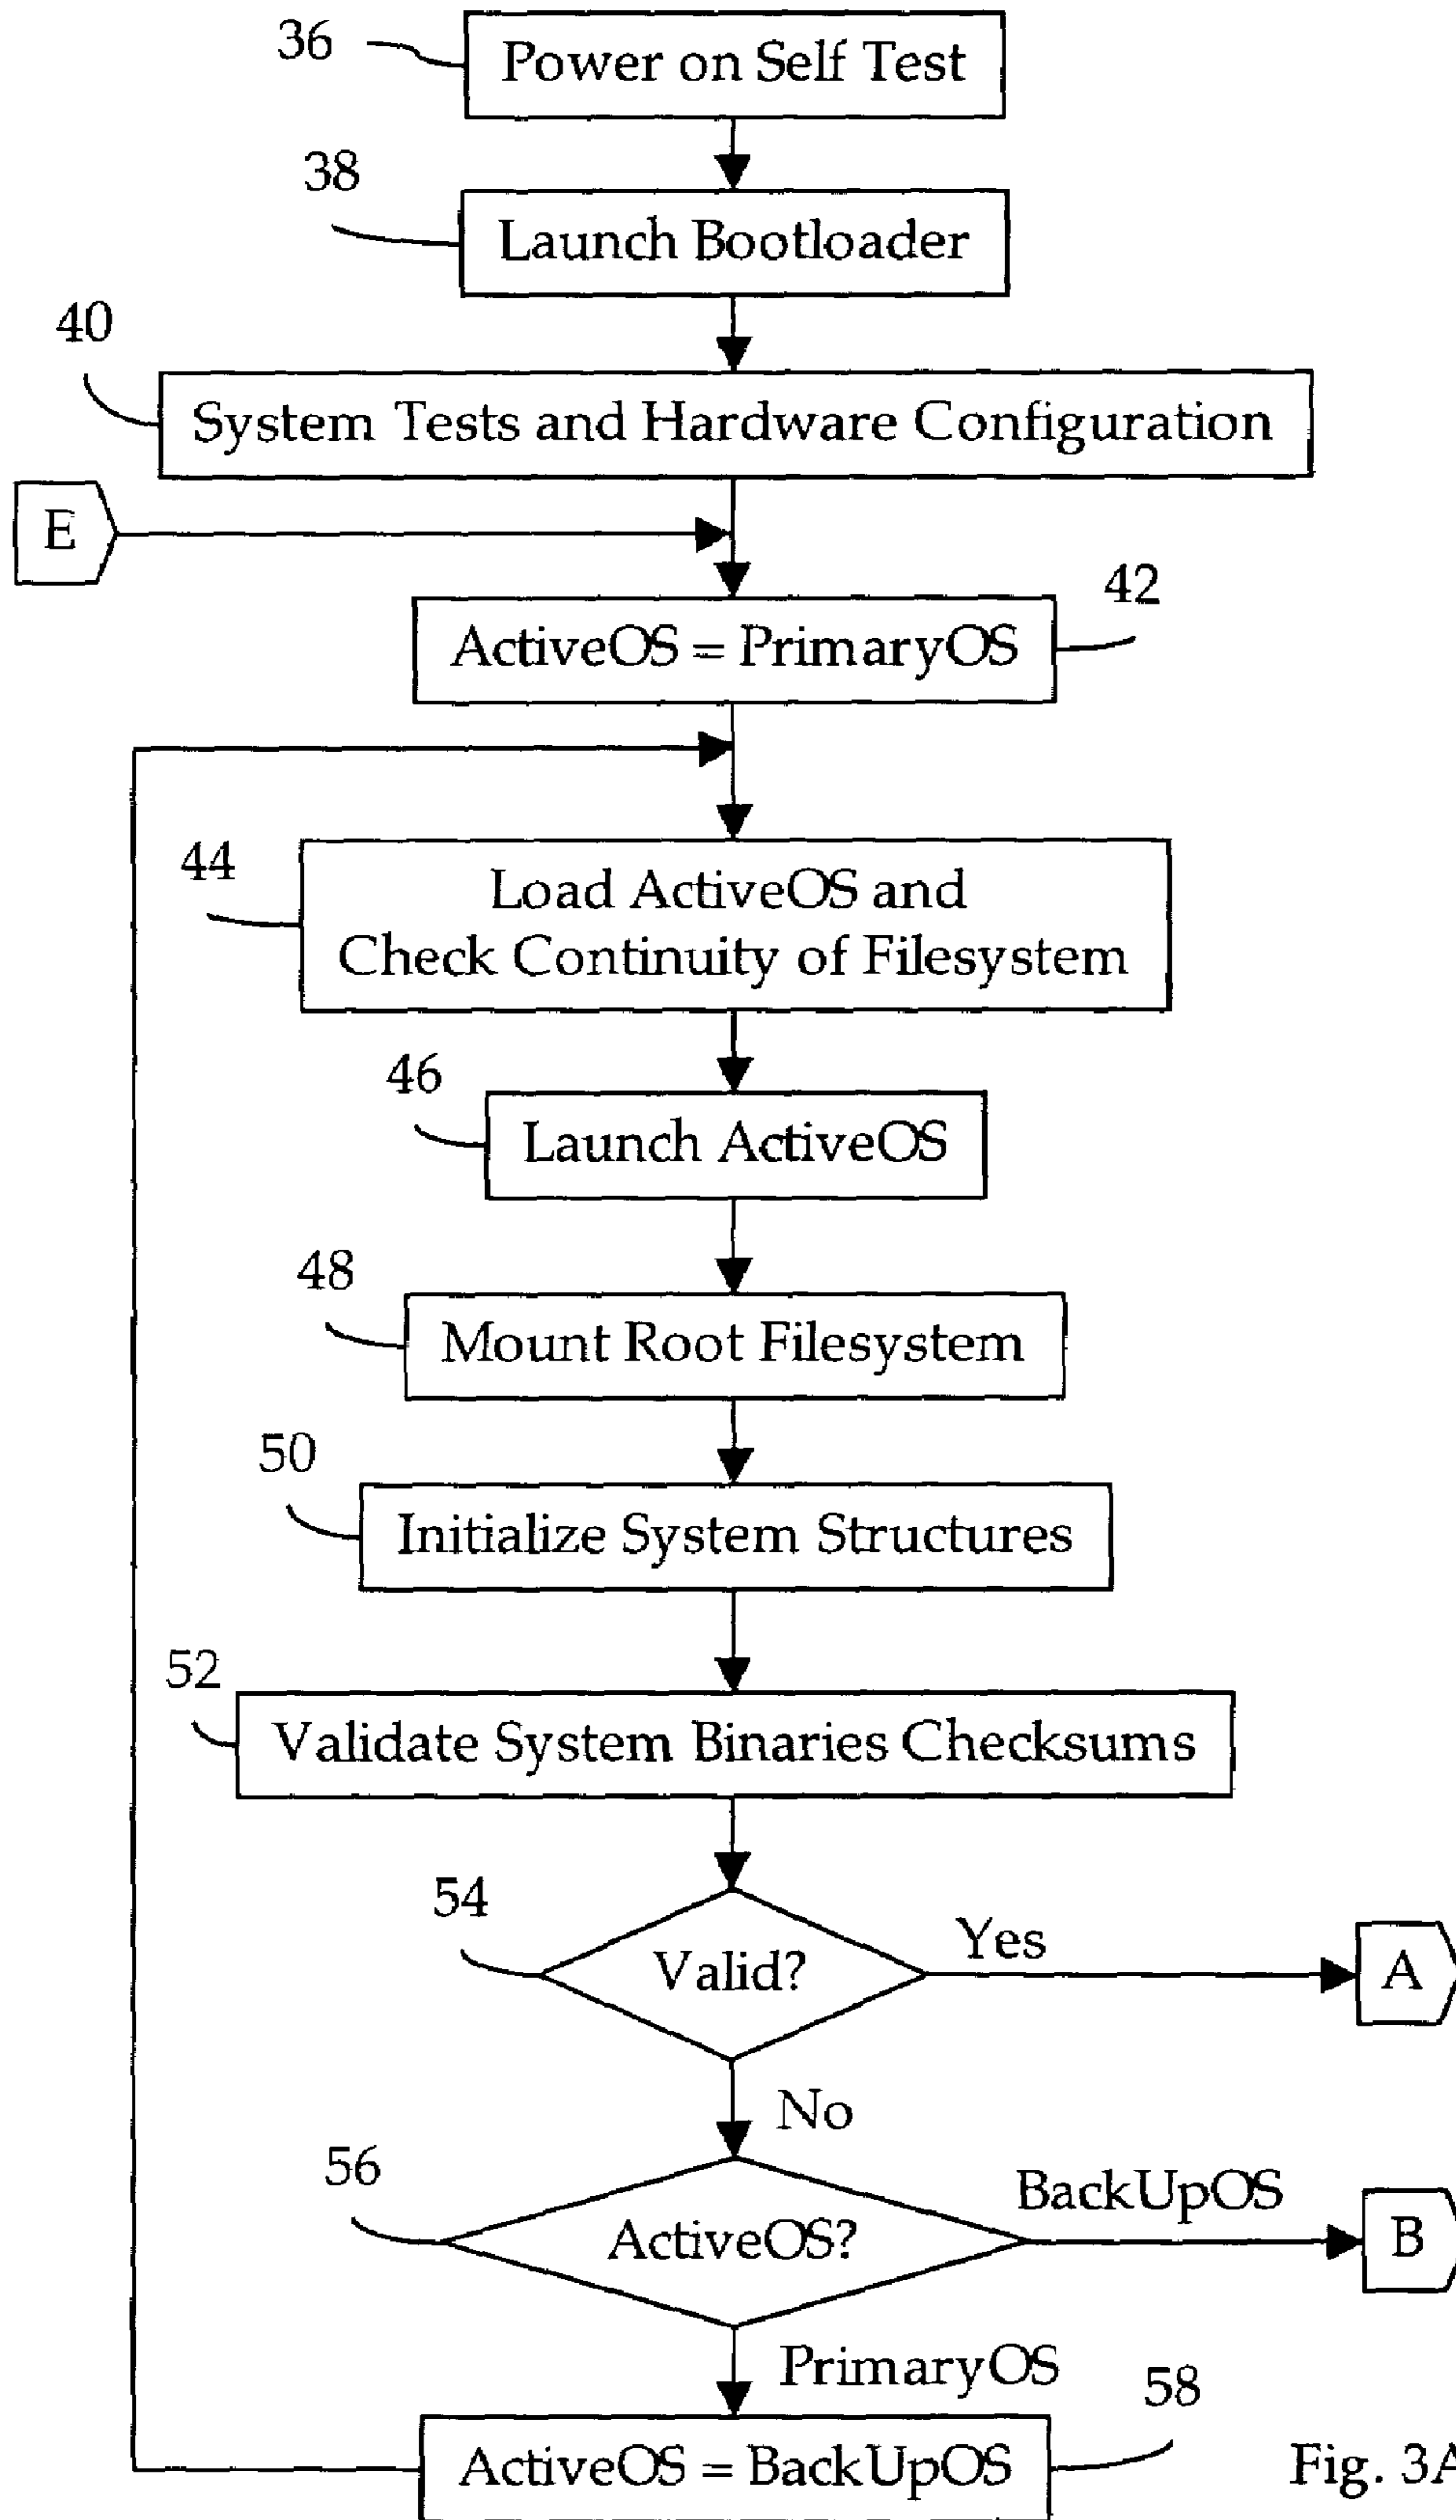 36
Power on Self Test
38
Launch Bootloader
40
System Tests and Hardware Configuration
E
42
ActiveOS = PrimaryOS
44
Load ActiveOS and
Check Continuity of Filesystem
46
Launch ActiveOS
48
Mount Root Filesystem
50
Initialize System Structures
52
Validate System Binaries Checksums
54
Valid?
Yes
A
No
56
ActiveOS?
BackUpOS
B
PrimaryOS
58
ActiveOS = BackUpOS
Fig. 3A